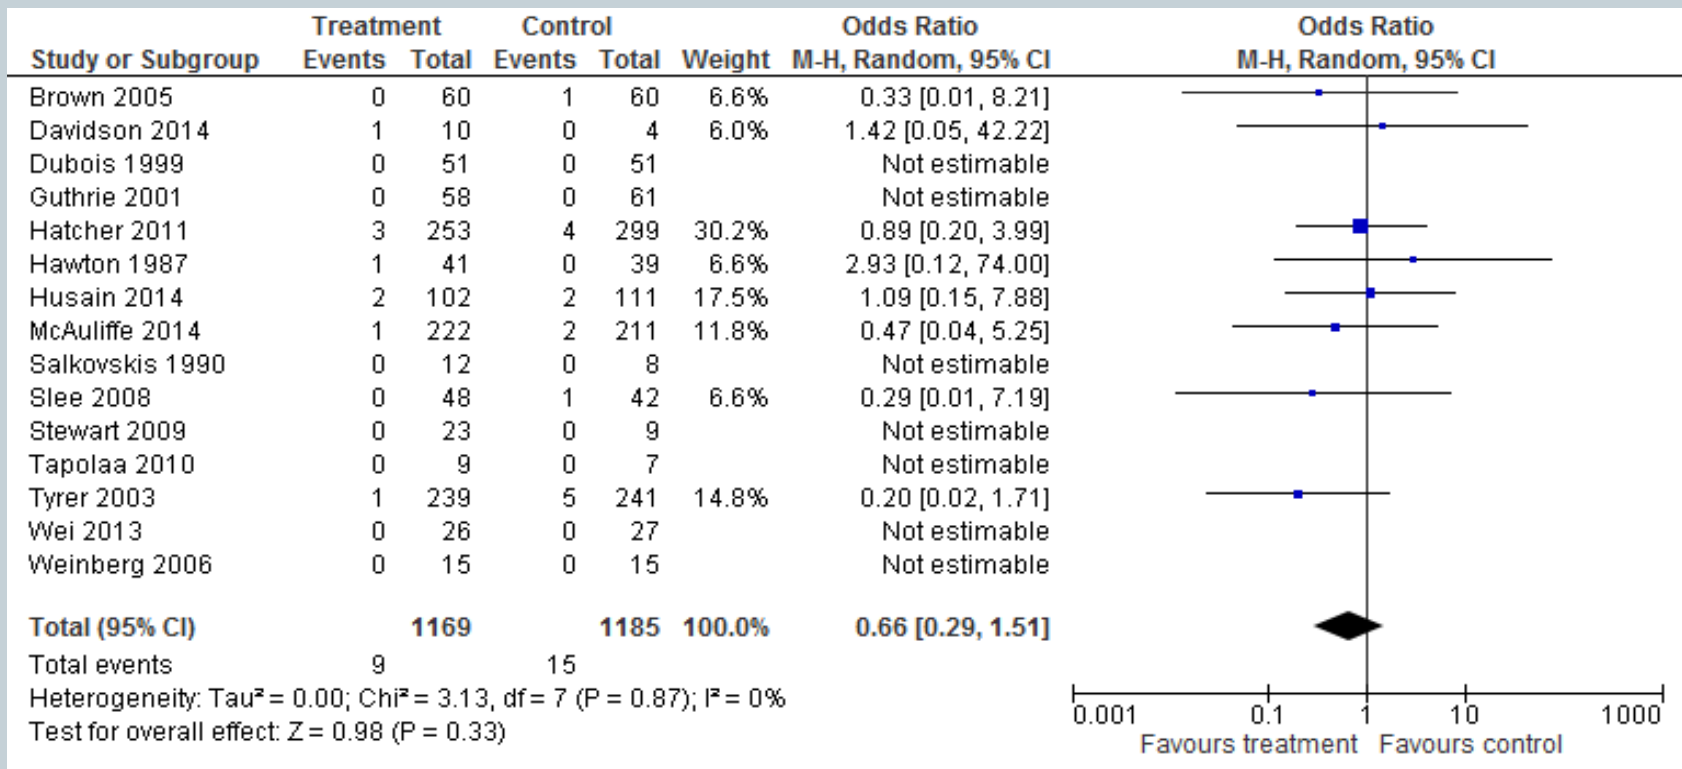 Treatment Control Odds Ratio Odds Ratio
Study or Subgroup Events Total Events Total Weight M-H, Random, 95% CI M-H, Random, 95% CI
Brown 2005 0 60 1 60 6.6% 0.33 [0.01, 8.21]
Davidson 2014 1 10 0 4 6.0% 1.42 [0.05, 42.22]
Dubois 1999 0 51 0 51 Not estimable
Guthrie 2001 0 58 0 61 Not estimable
Hatcher 2011 3 253 4 299 30.2% 0.89 [0.20, 3.99]
Hawton 1987 1 41 0 39 6.6% 2.93 [0.12, 74.00]
Husain 2014 2 102 2 111 17.5% 1.09 [0.15, 7.88]
McAuliffe 2014 1 222 2 211 11.8% 0.47 [0.04, 5.25]
Salkovskis 1990 0 12 0 8 Not estimable
Slee 2008 0 48 1 42 6.6% 0.29 [0.01, 7.19]
Stewart 2009 0 23 0 9 Not estimable
Tapolaa 2010 0 9 0 7 Not estimable
Tyrer 2003 1 239 5 241 14.8% 0.20 [0.02, 1.71]
Wei 2013 0 26 0 27 Not estimable
Weinberg 2006 0 15 0 15 Not estimable
Total (95% CI) 1169 1185 100.0% 0.66 [0.29, 1.51]
Total events 9 15
Heterogeneity: Tau² = 0.00; Chi² = 3.13, df = 7 (P = 0.87); I² = 0%
Test for overall effect: Z = 0.98 (P = 0.33)
0.001 0.1 1 10 1000
Favours treatment Favours control